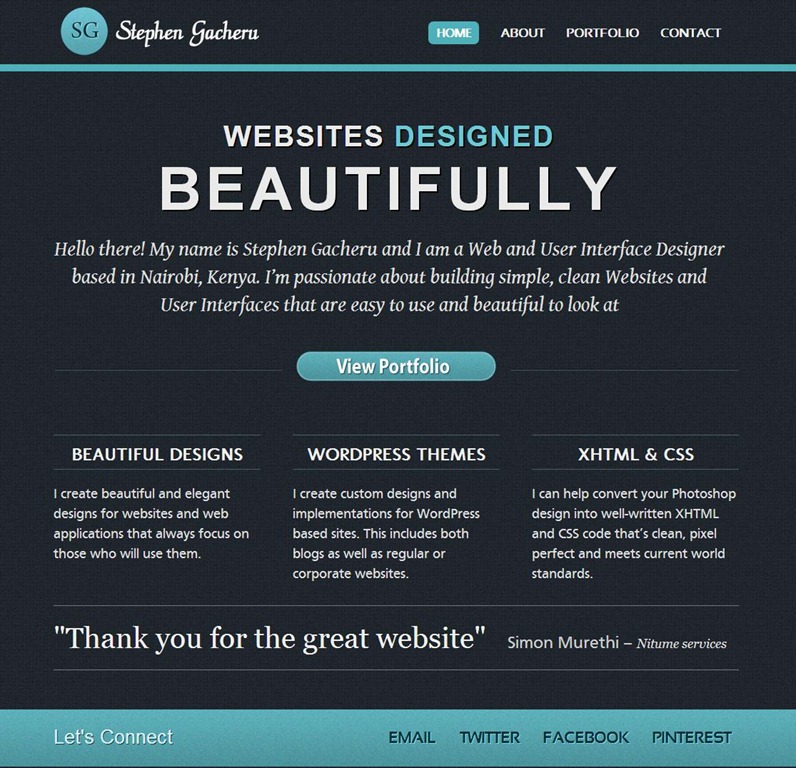 SG Stephen Gacheru
HOME ABOUT PORTFOLIO CONTACT
WEBSITES DESIGNED
BEAUTIFULLY
Hello there! My name is Stephen Gacheru and I am a Web and User Interface Designer
based in Nairobi, Kenya. I'm passionate about building simple, clean Websites and
User Interfaces that are easy to use and beautiful to look at
View Portfolio
BEAUTIFUL DESIGNS
I create beautiful and elegant
designs for websites and web
applications that always focus on
those who will use them.
WORDPRESS THEMES
I create custom designs and
implementations for WordPress
based sites. This includes both
blogs as well as regular or
corporate websites.
XHTML & CSS
I can help convert your Photoshop
design into well-written XHTML
and CSS code that's clean, pixel
perfect and meets current world
standards.
"Thank you for the great website" Simon Murethi – Nitume services
Let's Connect EMAIL TWITTER FACEBOOK PINTEREST